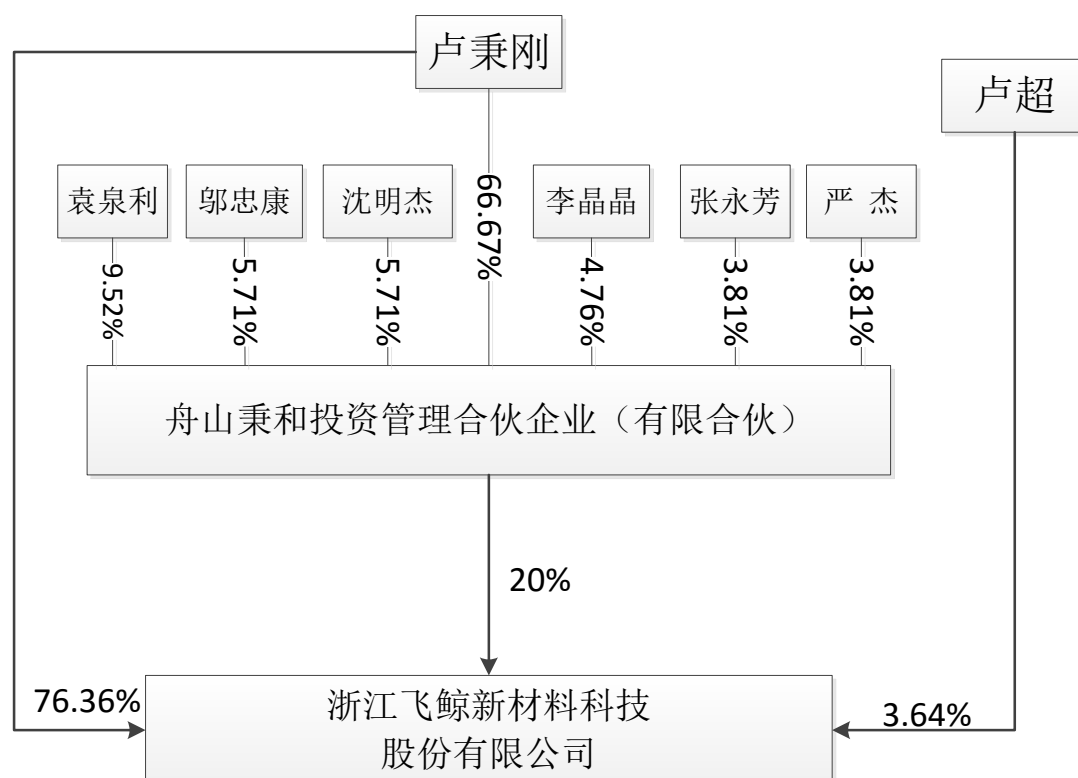 卢秉刚
卢超
袁泉利
邬忠康
沈明杰
李晶晶
张永芳
严 杰
9.52%
5.71%
5.71%
66.67%
4.76%
3.81%
3.81%
舟山秉和投资管理合伙企业（有限合伙）
20%
76.36%
浙江飞鲸新材料科技
股份有限公司
3.64%